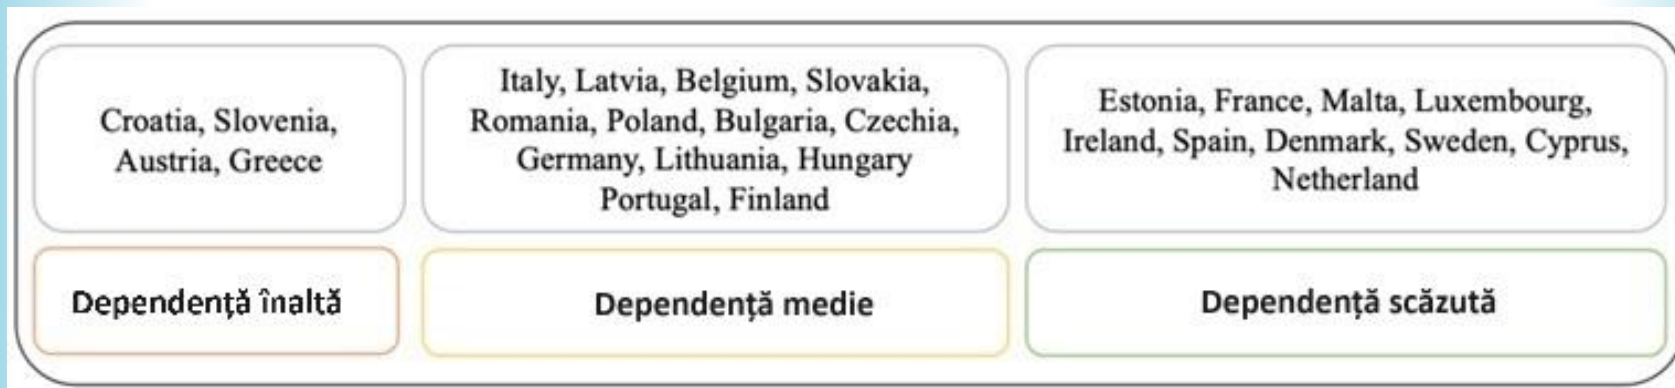 Croatia, Slovenia,
Austria, Greece
Italy, Latvia, Belgium, Slovakia,
Romania, Poland, Bulgaria, Czechia,
Germany, Lithuania, Hungary
Portugal, Finland
Estonia, France, Malta, Luxembourg,
Ireland, Spain, Denmark, Sweden, Cyprus,
Netherland
Dependență înaltă
Dependență medie
Dependență scăzută